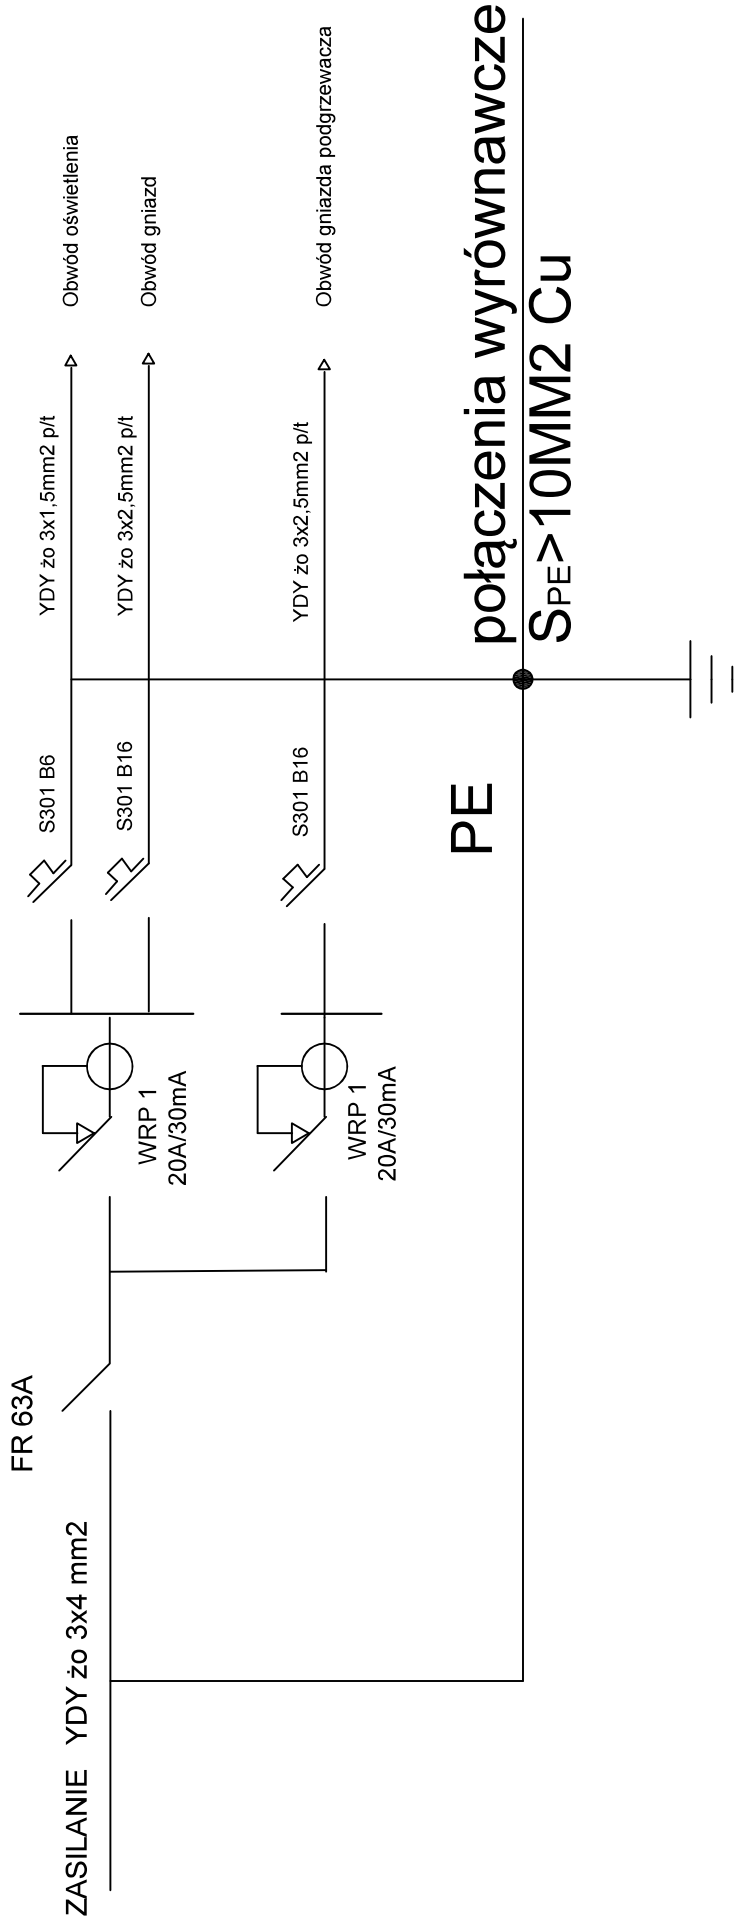 ZASILANIE YDY żo 3x4 mm2
FR 63A
WRP 1
20A/30mA
WRP 1
20A/30mA
S301 B6
S301 B16
S301 B16
YDY żo 3x1,5mm2 p/t
YDY żo 3x2,5mm2 p/t
YDY żo 3x2,5mm2 p/t
Obwód oświetlenia
Obwód gniazd
Obwód gniazda podgrzewacza
PE
połączenia wyrównawcze
SPE>10MM2 Cu